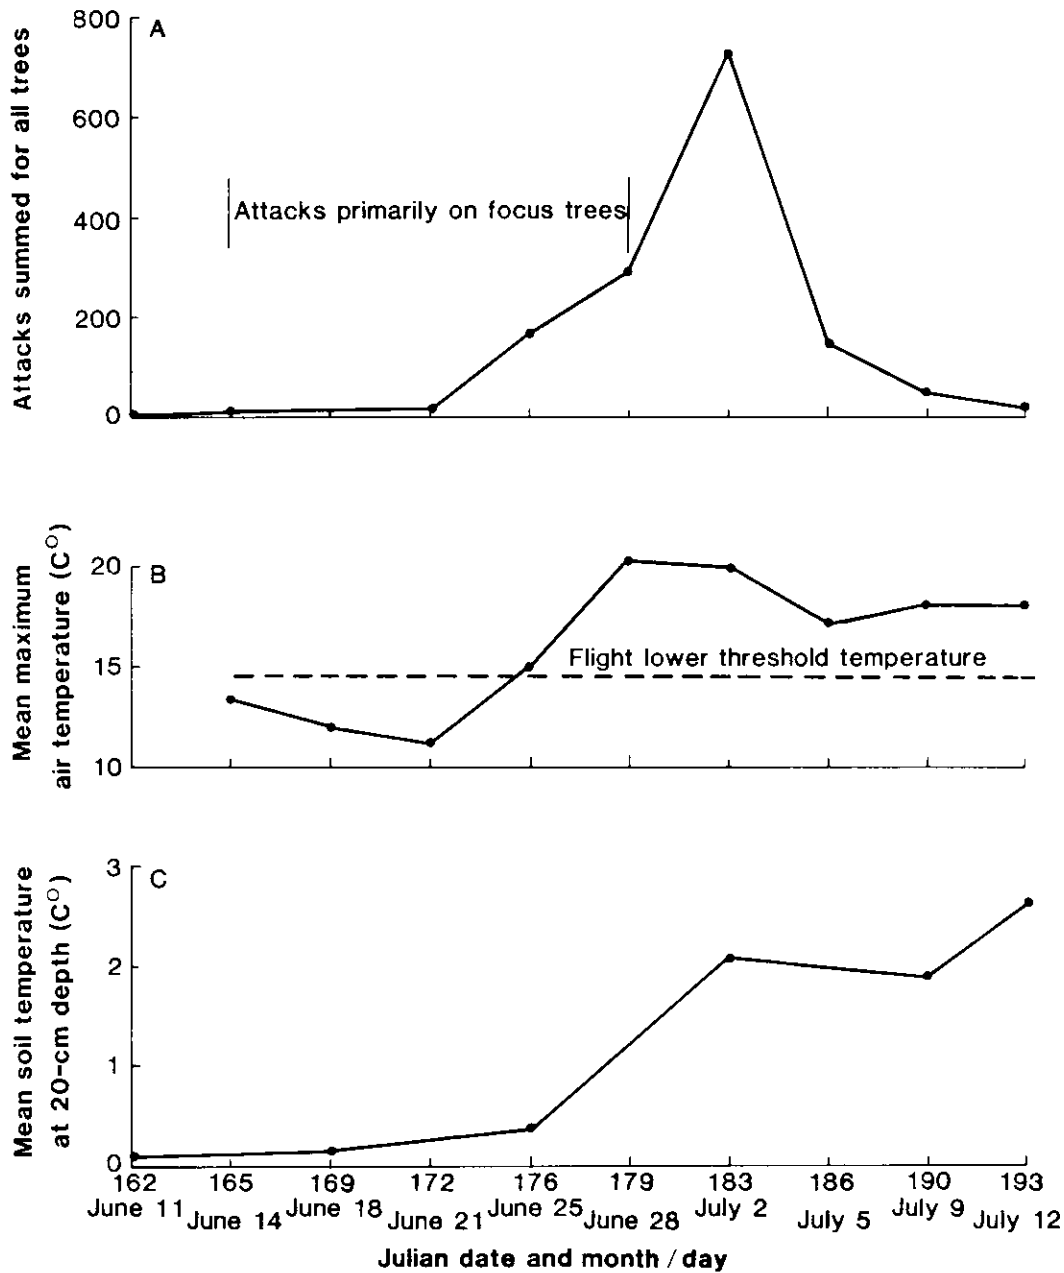 A
Attacks summed for all trees
800
600
400
200
0
Attacks primarily on focus trees
B
Mean maximum
air temperature (C°)
20
15
10
Flight lower threshold temperature
C
Mean soil temperature
at 20-cm depth (C°)
3
2
1
0
162 165 169 172 176 179 183 186 190 193
June 11 June 14 June 18 June 21 June 25 June 28 July 2 July 5 July 9 July 12
Julian date and month / day